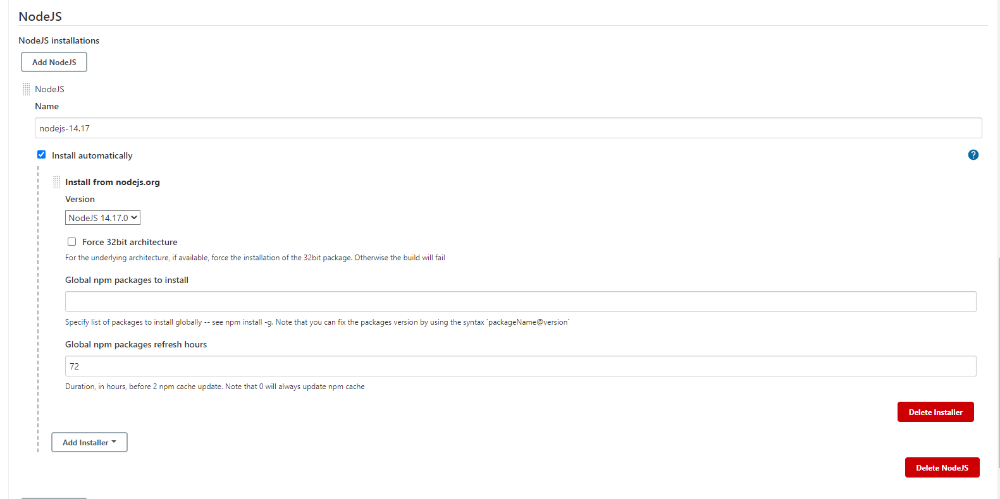 NodeJS
NodeJS installations
Add NodeJS
NodeJS
Name
nodejs-14.17
Install automatically
?
Install from nodejs.org
Version
NodeJS 14.17.0
Force 32bit architecture
For the underlying architecture, if available, force the installation of the 32bit package. Otherwise the build will fail
Global npm packages to install
Specify list of packages to install globally -- see npm install -g. Note that you can fix the packages version by using the syntax `packageName@version`
Global npm packages refresh hours
72
Duration, in hours, before 2 npm cache update. Note that 0 will always update npm cache
Delete Installer
Add Installer
Delete NodeJS